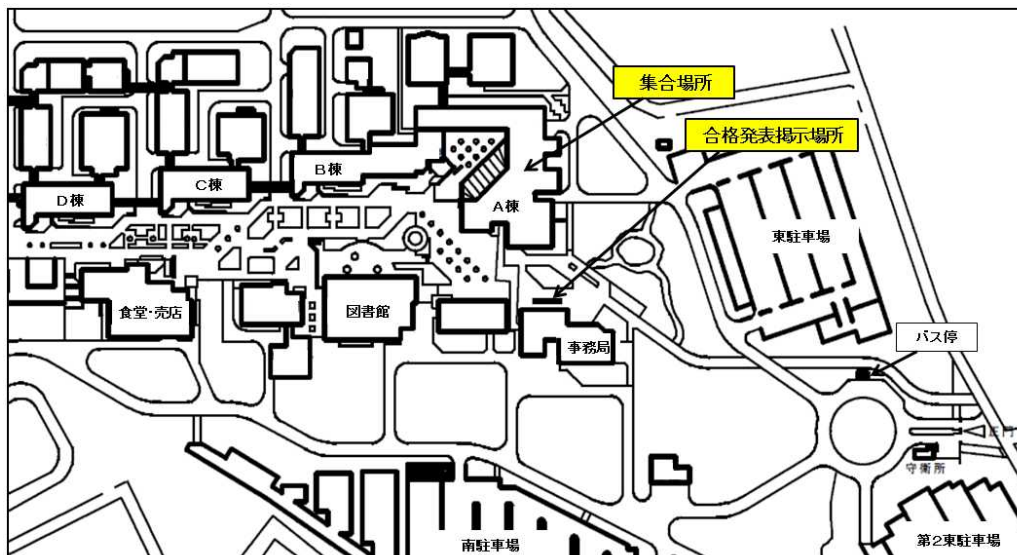 集合場所
合格発表掲示場所
B棟
C棟
D棟
A棟
東駐車場
食堂・売店
図書館
事務局
バス停
正門
守衛所
南駐車場
第2東駐車場